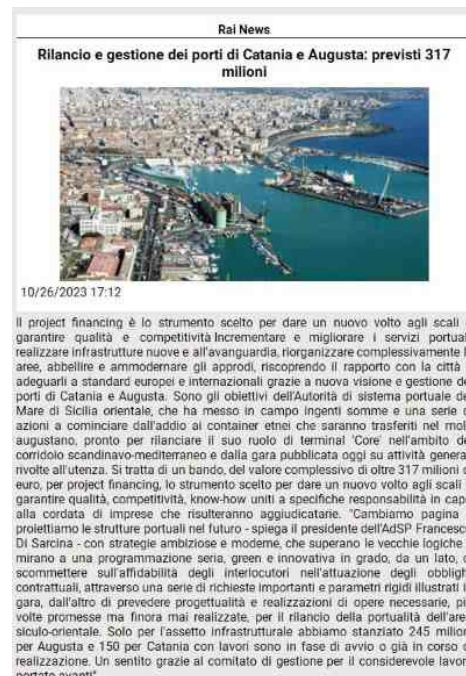 Rai News
Rilancio e gestione dei porti di Catania e Augusta: previsti 317
milioni
10/26/2023 17:12
Il project financing è lo strumento scelto per dare un nuovo volto agli scali
garantire qualità e competitività Incrementare e migliorare i servizi portual
realizzare infrastrutture nuove e all'avanguardia, riorganizzare complessivamente l
aree, abbellire e ammodernare gli approdi, riscoprendo il rapporto con la città
adeguarli a standard europei e internazionali grazie a nuova visione e gestione de
porti di Catania e Augusta. Sono gli obiettivi dell'Autorità di sistema portuale de
Mare di Sicilia orientale, che ha messo in campo ingenti somme e una serie d
azioni a cominciare dall'addio ai container etnei che saranno trasferiti nel mol
augustano, pronto per rilanciare il suo ruolo di terminal 'Core' nell'ambito de
corridoio scandinavo-mediterraneo e dalla gara pubblicata oggi su attività general
rivolte all'utenza. Si tratta di un bando, del valore complessivo di oltre 317 milioni d
euro, per project financing, lo strumento scelto per dare un nuovo volto agli scali
garantire qualità, competitività, know-how uniti a specifiche responsabilità in cap
alla cordata di imprese che risulteranno aggiudicatarie. "Cambiamo pagina
proiettiamo le strutture portuali nel futuro - spiega il presidente dell'AdSP Francesc
Di Sarcina - con strategie ambiziose e moderne, che superano le vecchie logiche
mirano a una programmazione seria, green e innovativa in grado, da un lato, d
scommettere sull'affidabilità degli interlocutori nell'attuazione degli obbligh
contrattuali, attraverso una serie di richieste importanti e parametri rigidi illustrati i
gara, dall'altro di prevedere progettualità e realizzazioni di opere necessarie, pi
volte promesse ma finora mai realizzate, per il rilancio della portualità dell'are
siculo-orientale. Solo per l'assetto infrastrutturale abbiamo stanziato 245 milion
per Augusta e 150 per Catania con lavori sono in fase di avvio o già in corso d
realizzazione. Un sentito grazie al comitato di gestione per il considerevole lavor
portato avanti"